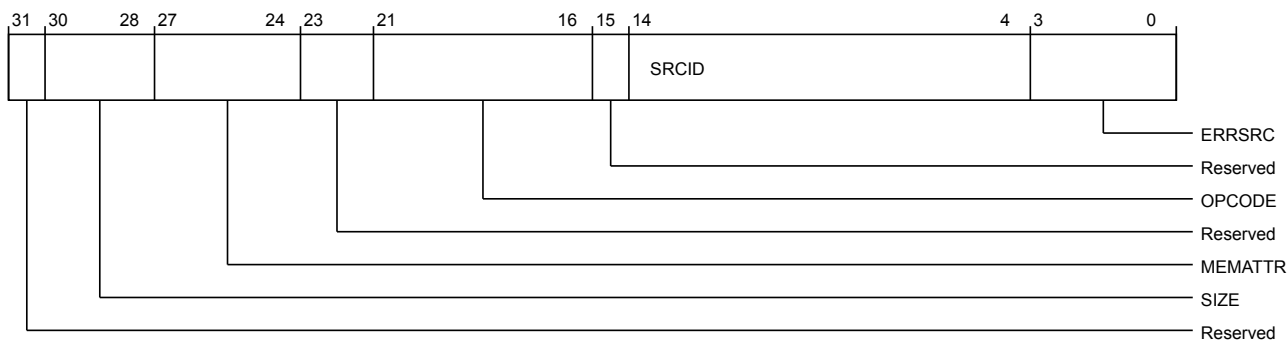 31 30 28 27 24 23 21 16 15 14 4 3 0
SRCID
ERRSRC
Reserved
OPCODE
Reserved
MEMATTR
SIZE
Reserved